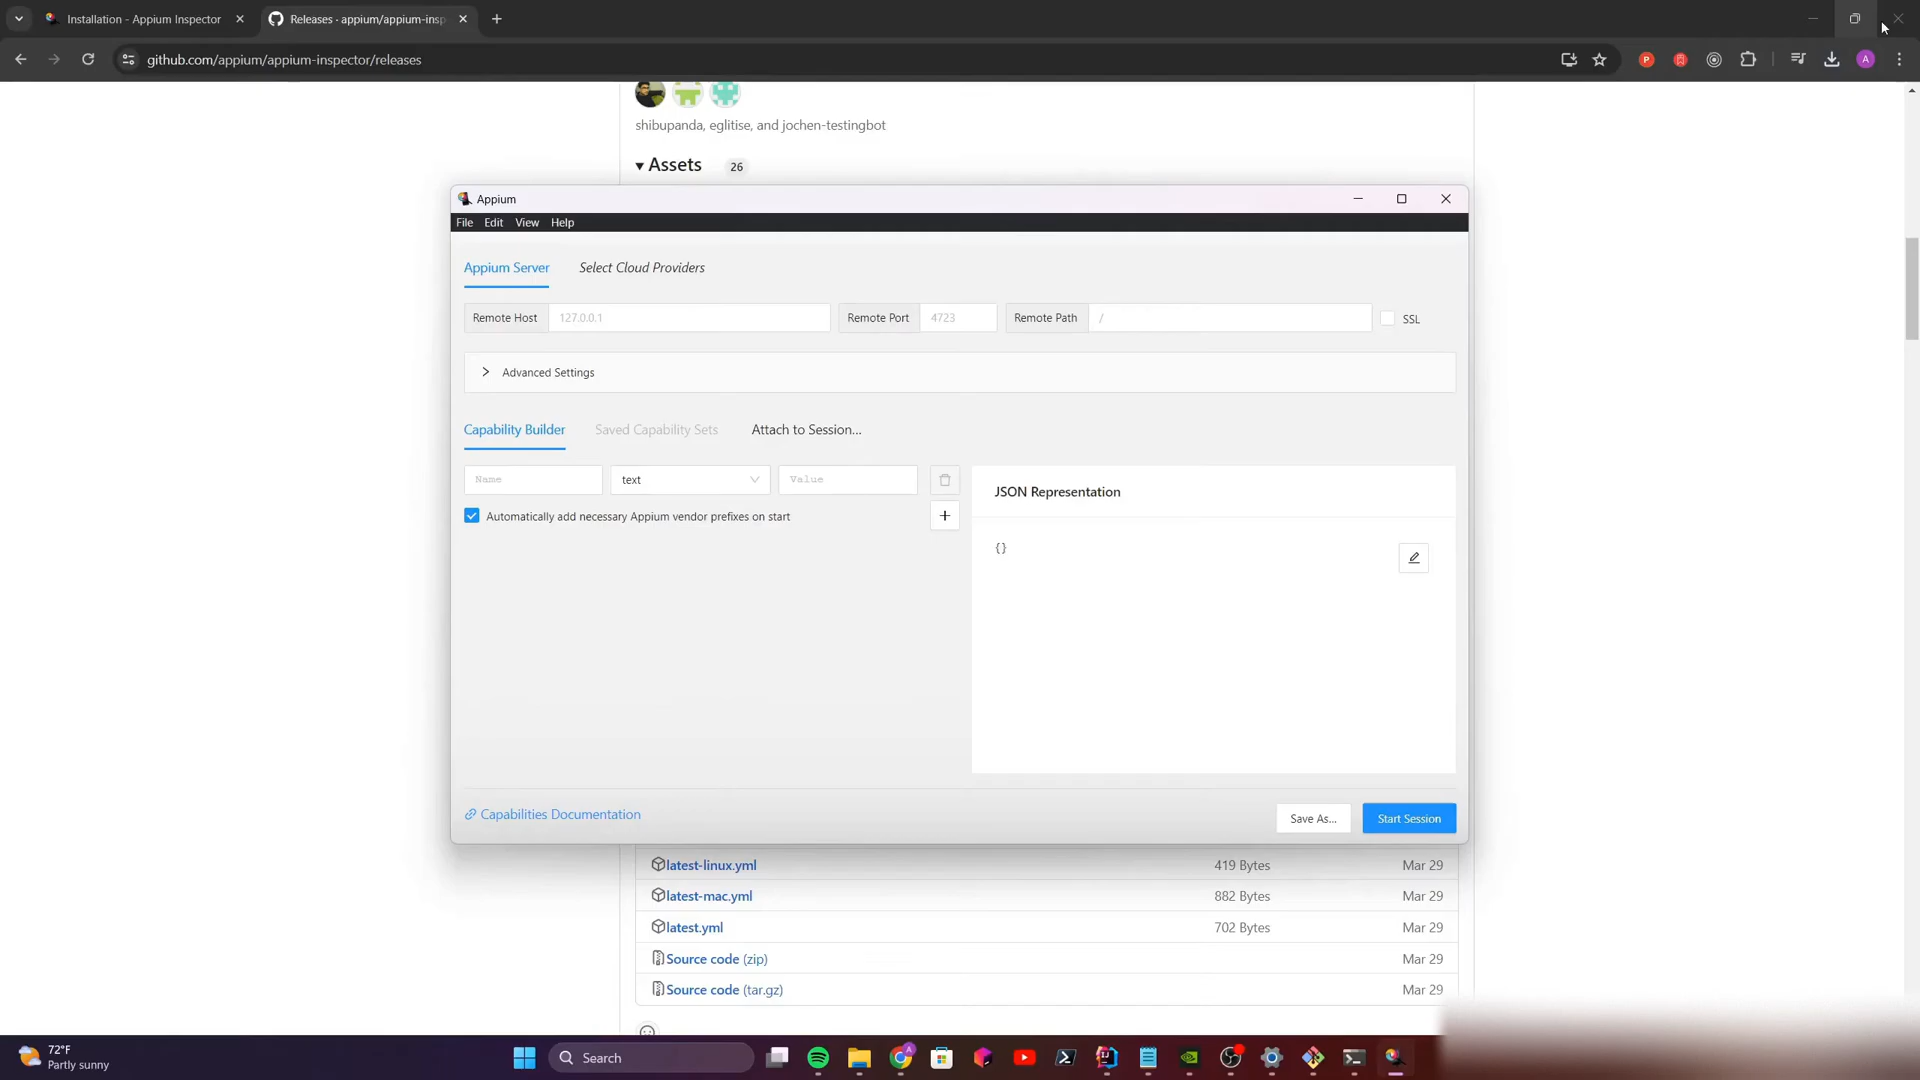 Installation - Appium Inspector
Releases · appium/appium-insp
github.com/appium/appium-inspector/releases
P
A
shibupanda, eglitise, and jochen-testingbot
Assets 26
Appium
File Edit View Help
Appium Server Select Cloud Providers
Remote Host 127.0.0.1 Remote Port 4723 Remote Path / SSL
Advanced Settings
Capability Builder Saved Capability Sets Attach to Session...
Name text Value
Automatically add necessary Appium vendor prefixes on start
JSON Representation
{}
Capabilities Documentation
Save As... Start Session
latest-linux.yml 419 Bytes Mar 29
latest-mac.yml 882 Bytes Mar 29
latest.yml 702 Bytes Mar 29
Source code (zip) Mar 29
Source code (tar.gz) Mar 29
72°F
Partly sunny
Search